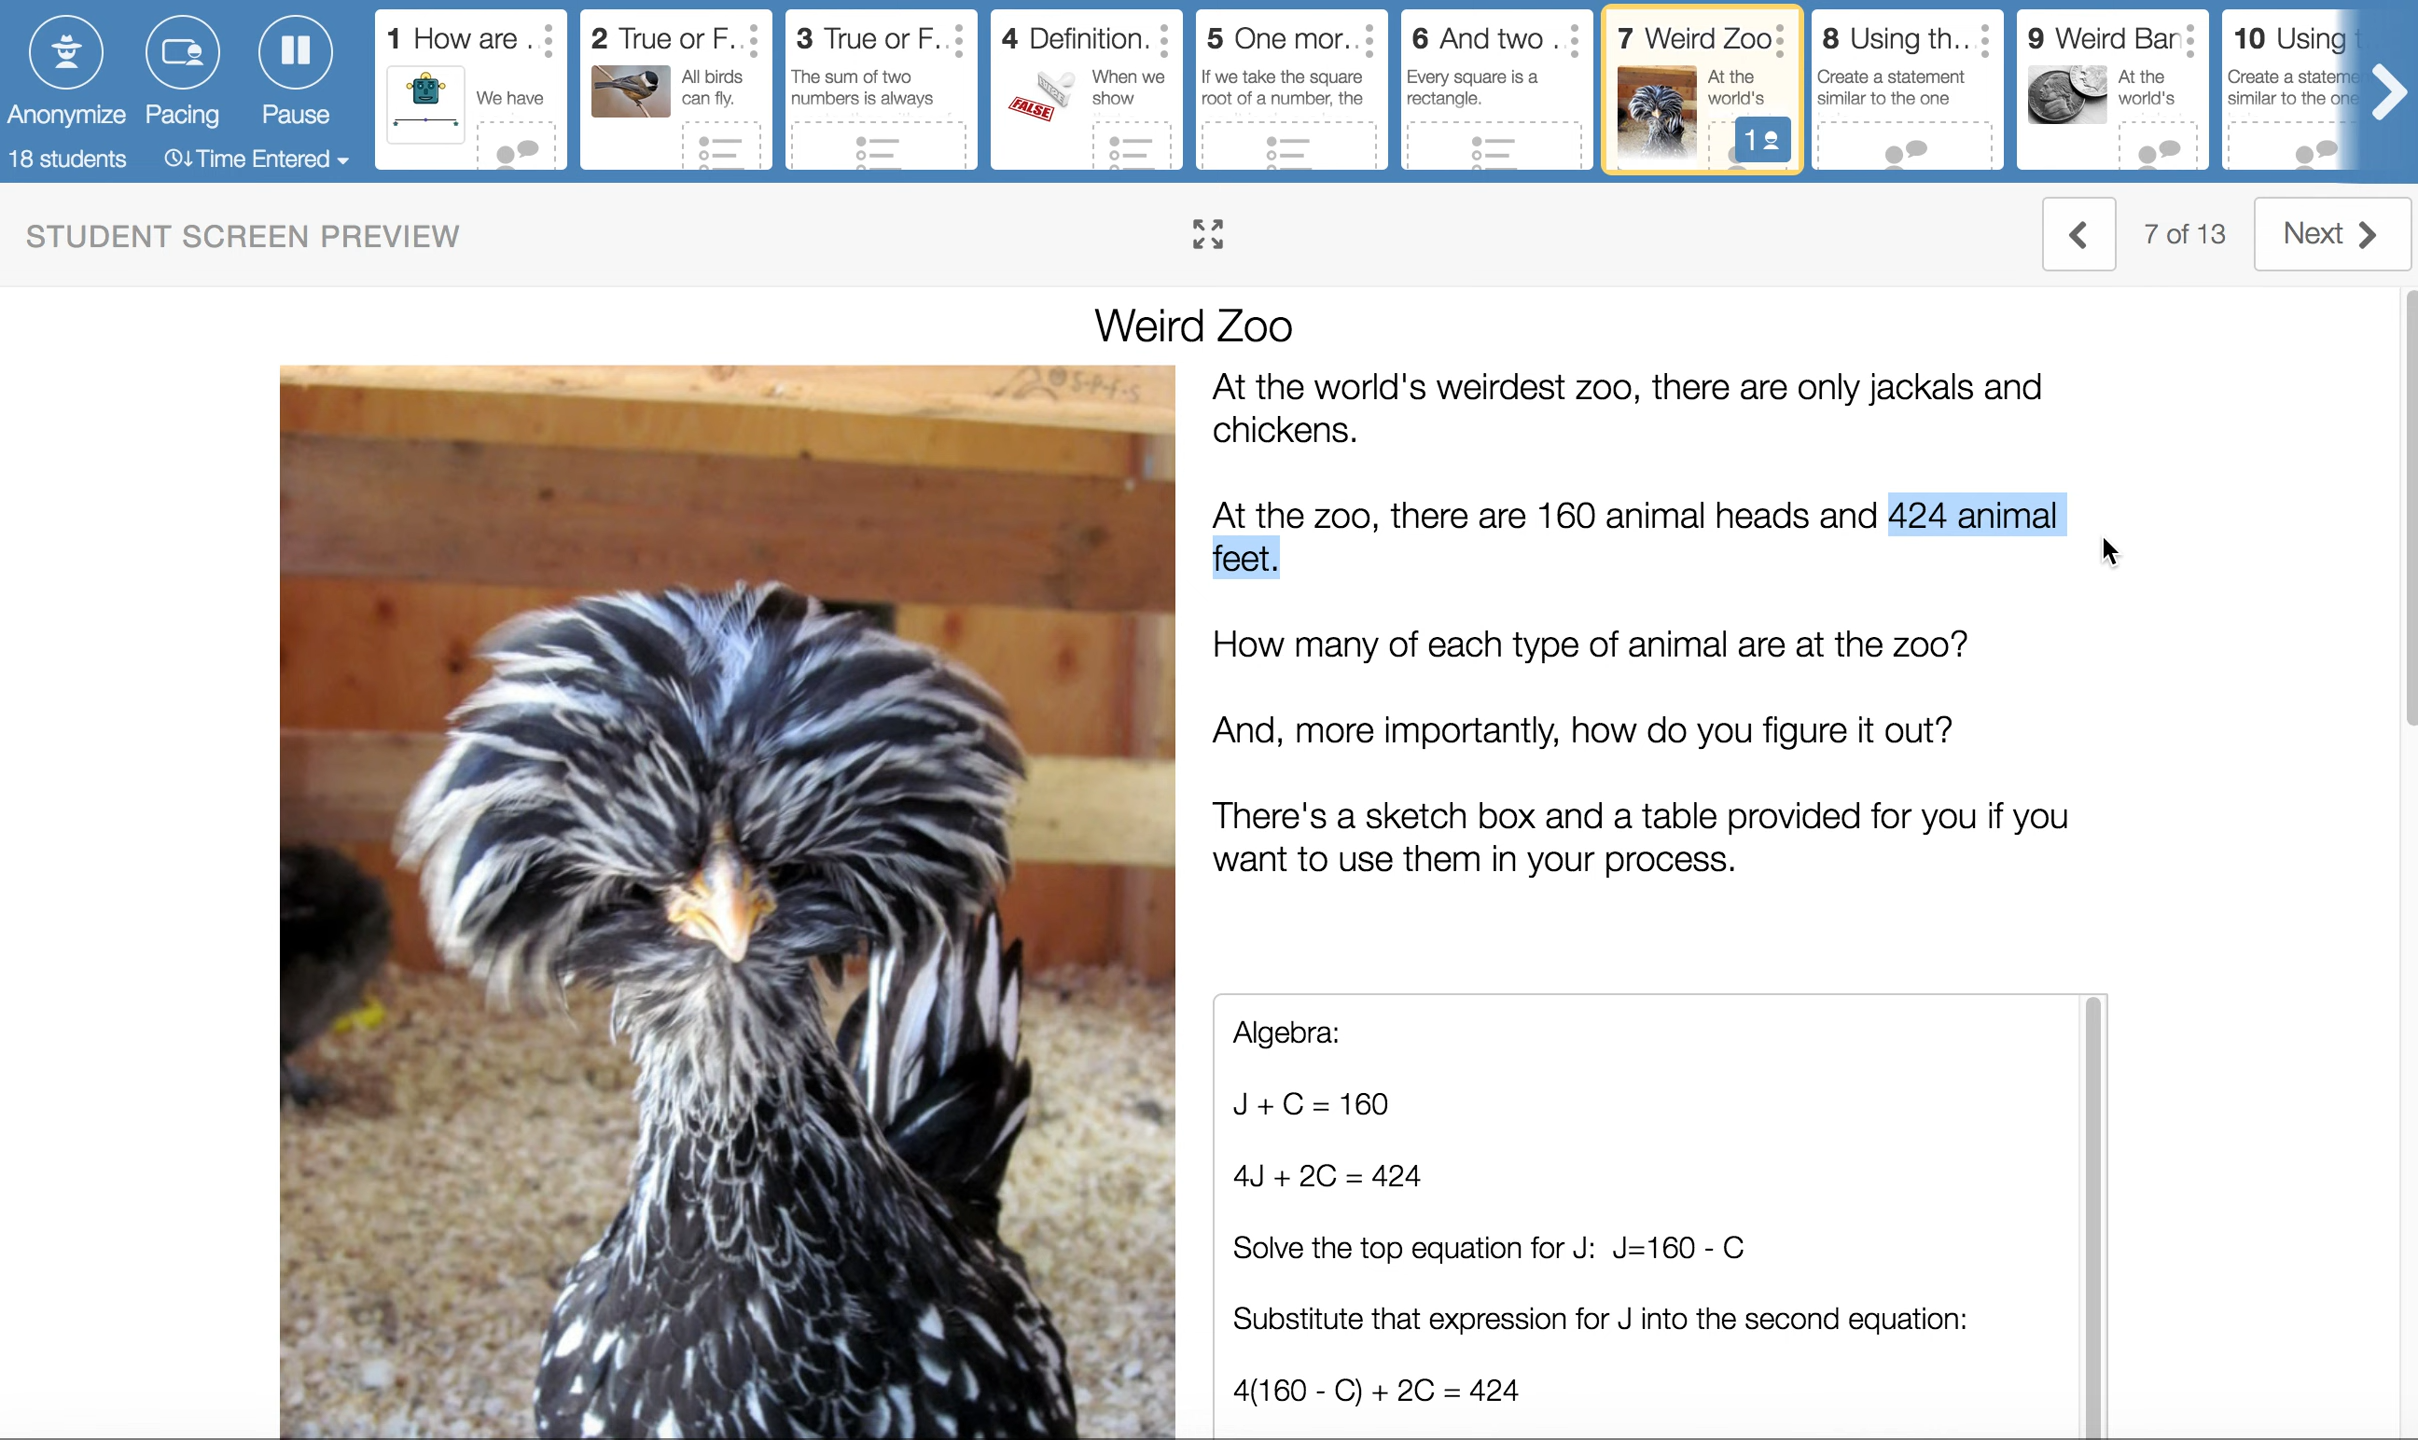 Anonymize
Pacing
Pause
18 students
Time Entered
1 How are .
We have
2 True or F..
All birds
can fly.
3 True or F..
The sum of two
numbers is always
4 Definition.
When we
show
FALSE
5 One mor..
If we take the square
root of a number, the
6 And two .
Every square is a
rectangle.
7 Weird Zoo
At the
world's
1
8 Using th...
Create a statement
similar to the one
9 Weird Ban
At the
world's
10 Using t
Create a stateme
similar to the one
STUDENT SCREEN PREVIEW
7 of 13
Next
Weird Zoo
At the world's weirdest zoo, there are only jackals and
chickens.
At the zoo, there are 160 animal heads and 424 animal
feet.
How many of each type of animal are at the zoo?
And, more importantly, how do you figure it out?
There's a sketch box and a table provided for you if you
want to use them in your process.
Algebra:
J + C = 160
4J + 2C = 424
Solve the top equation for J: J=160 - C
Substitute that expression for J into the second equation:
4(160 - C) + 2C = 424